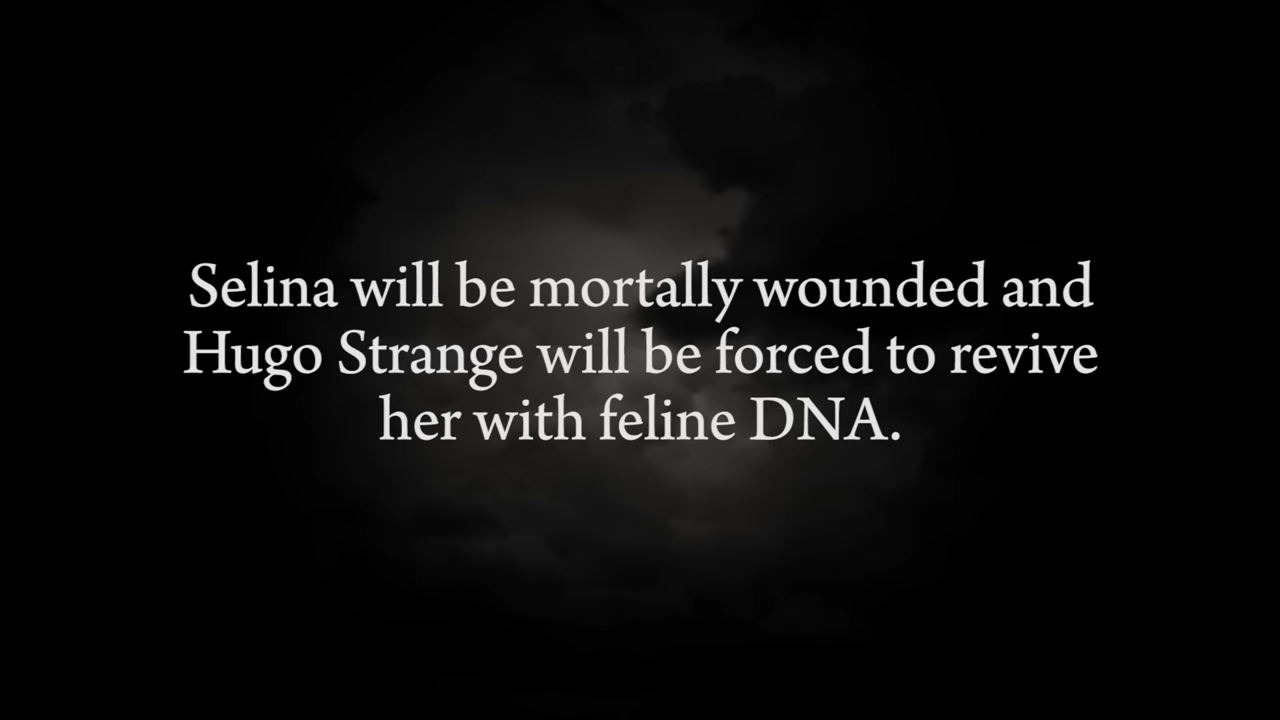 Selina will be mortally wounded and
Hugo Strange will be forced to revive
her with feline DNA.